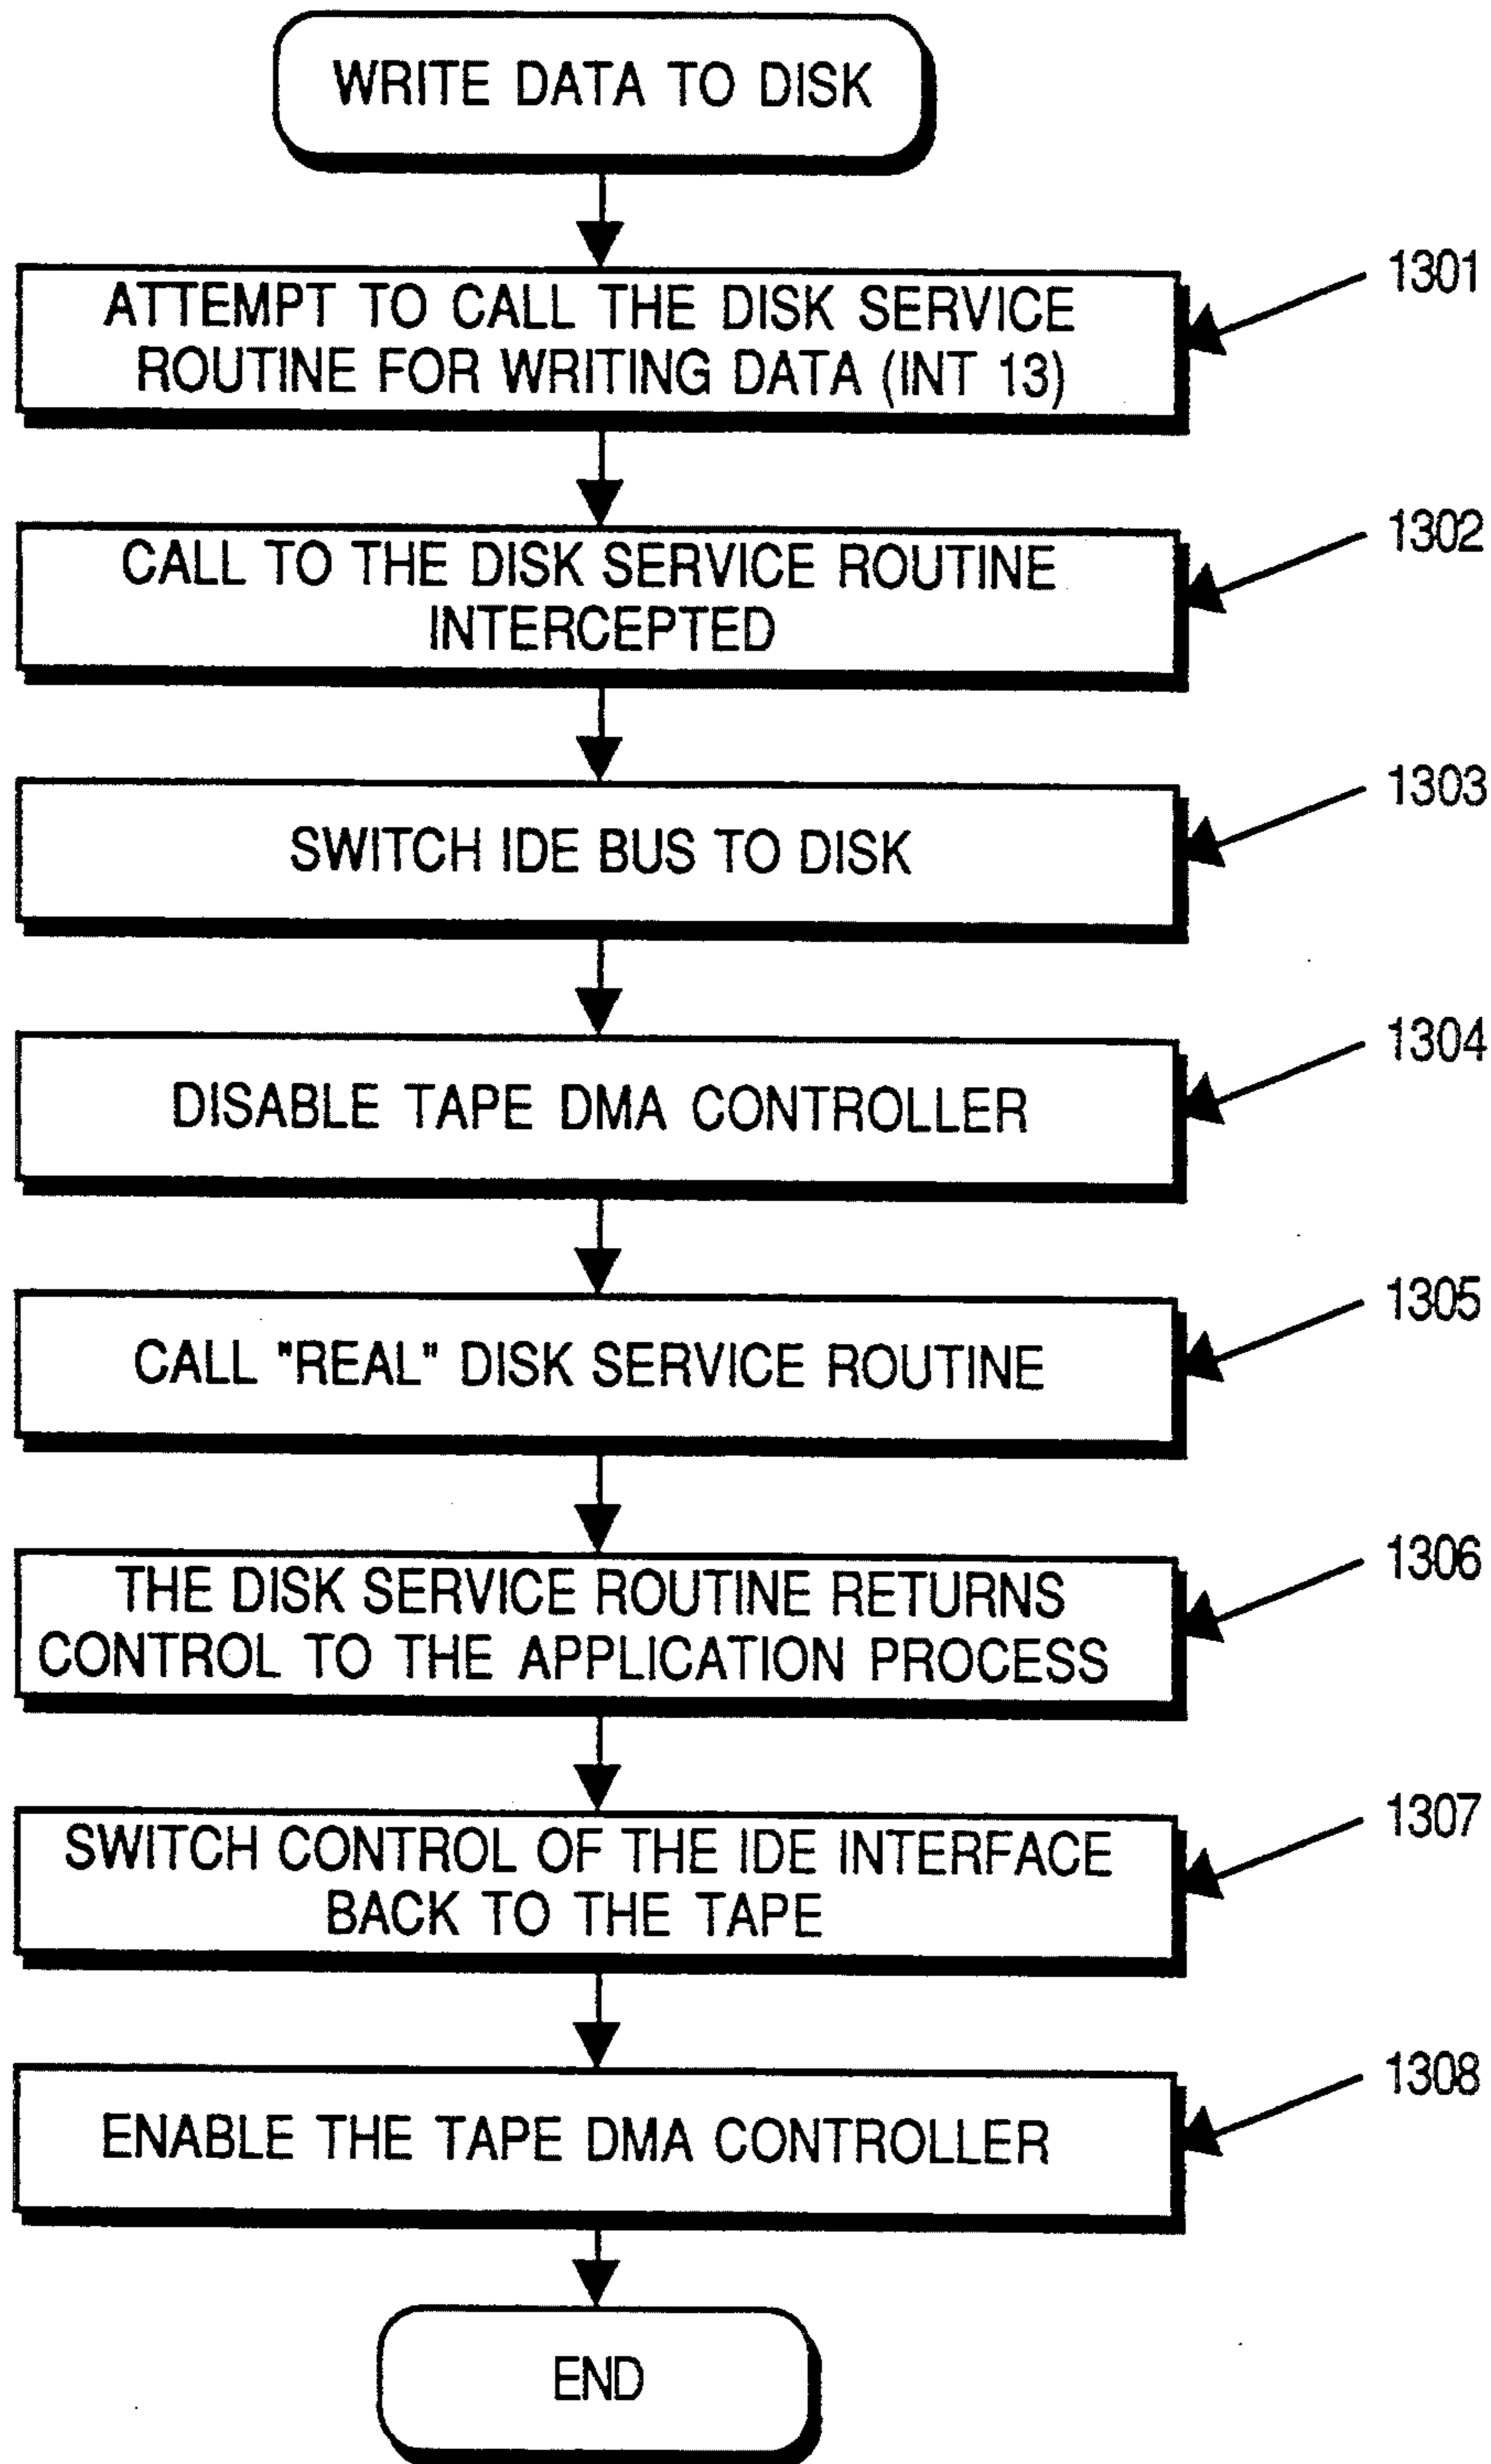 WRITE DATA TO DISK
1301
ATTEMPT TO CALL THE DISK SERVICE
ROUTINE FOR WRITING DATA (INT 13)
1302
CALL TO THE DISK SERVICE ROUTINE
INTERCEPTED
1303
SWITCH IDE BUS TO DISK
1304
DISABLE TAPE DMA CONTROLLER
1305
CALL "REAL" DISK SERVICE ROUTINE
1306
THE DISK SERVICE ROUTINE RETURNS
CONTROL TO THE APPLICATION PROCESS
1307
SWITCH CONTROL OF THE IDE INTERFACE
BACK TO THE TAPE
1308
ENABLE THE TAPE DMA CONTROLLER
END